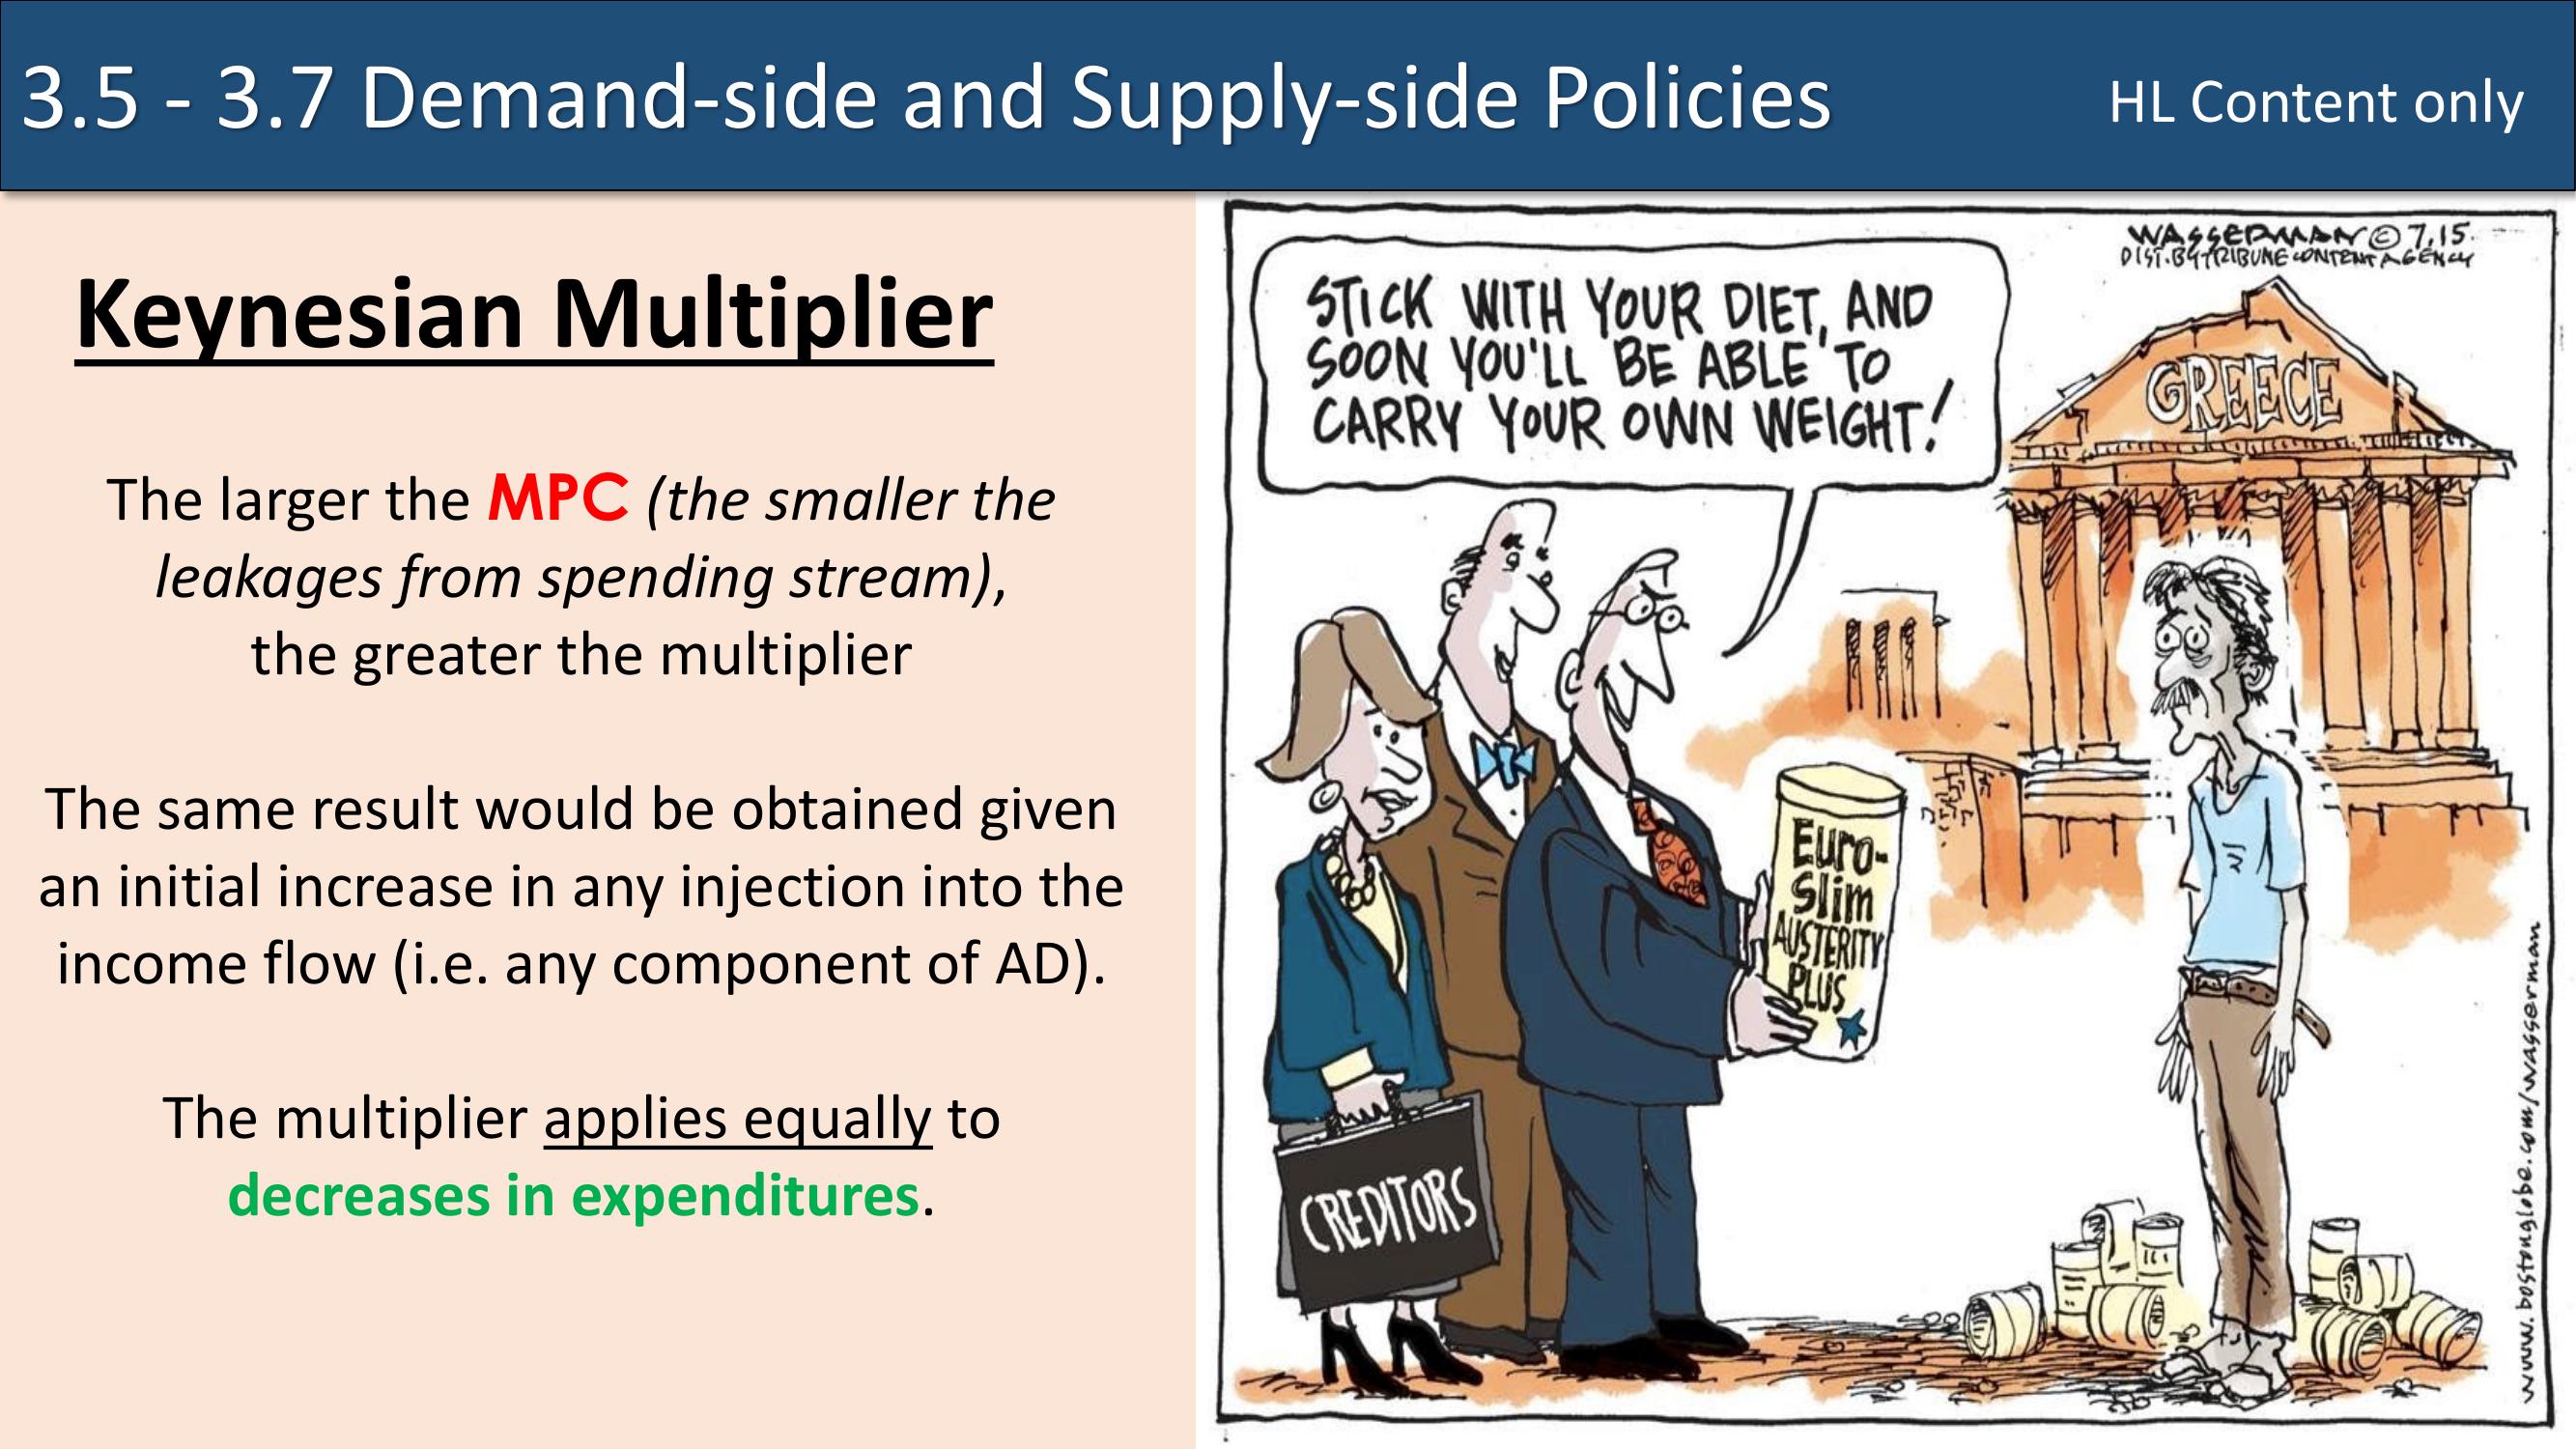 3.5 - 3.7 Demand-side and Supply-side Policies
HL Content only
Keynesian Multiplier
The larger the MPC (the smaller the
leakages from spending stream),
the greater the multiplier
The same result would be obtained given
an initial increase in any injection into the
income flow (i.e. any component of AD).
The multiplier applies equally to
decreases in expenditures.
WASSERMAN © 7.15.
DIST. BY TRIBUNE CONTENT AGENCY
STICK WITH YOUR DIET, AND
SOON YOU'LL BE ABLE TO
CARRY YOUR OWN WEIGHT!
GREECE
Euro-
Slim
AUSTERITY
PLUS
CREDITORS
www.bostonglobe.com/wasserman